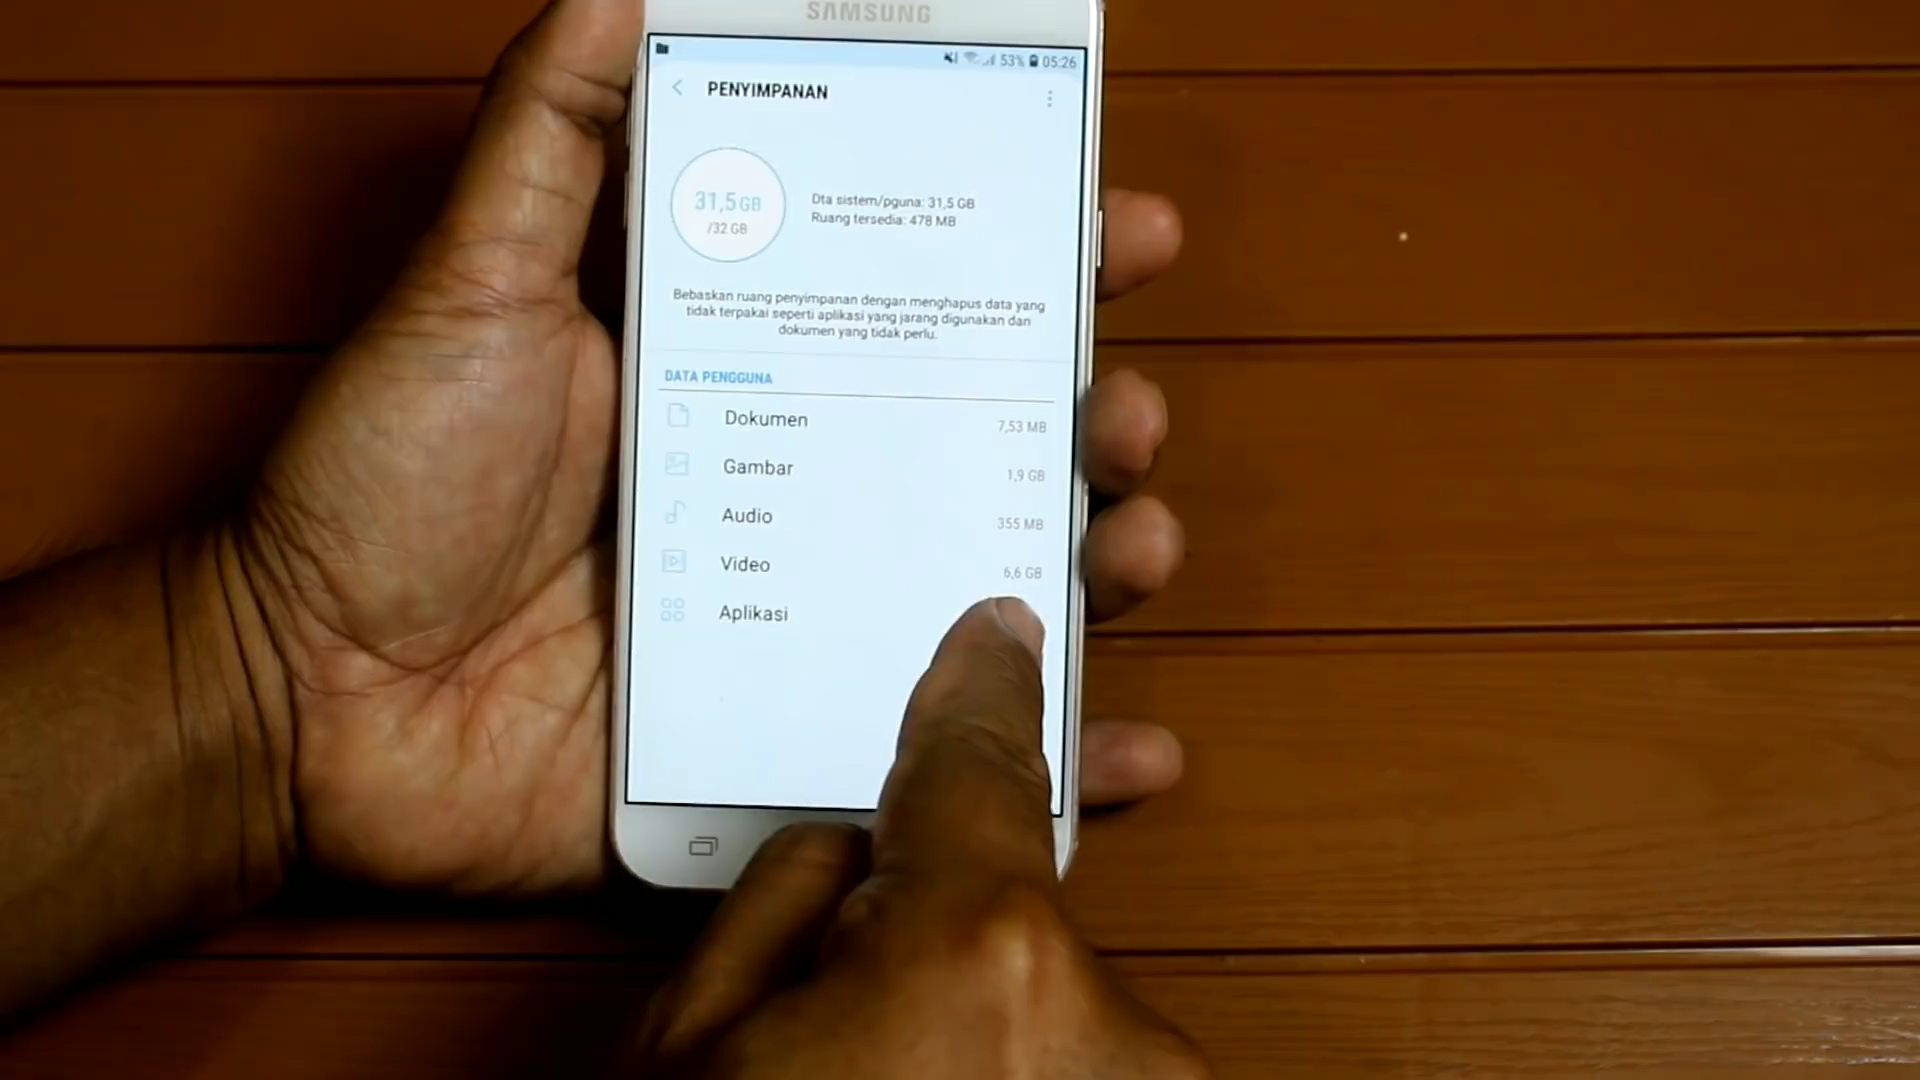 SAMSUNG
53% 05:26
PENYIMPANAN
31,5 GB
/32 GB
Dta sistem/pguna: 31,5 GB
Ruang tersedia: 478 MB
Bebaskan ruang penyimpanan dengan menghapus data yang
tidak terpakai seperti aplikasi yang jarang digunakan dan
dokumen yang tidak perlu.
DATA PENGGUNA
Dokumen 7,53 MB
Gambar 1,9 GB
Audio 355 MB
Video 6,6 GB
Aplikasi